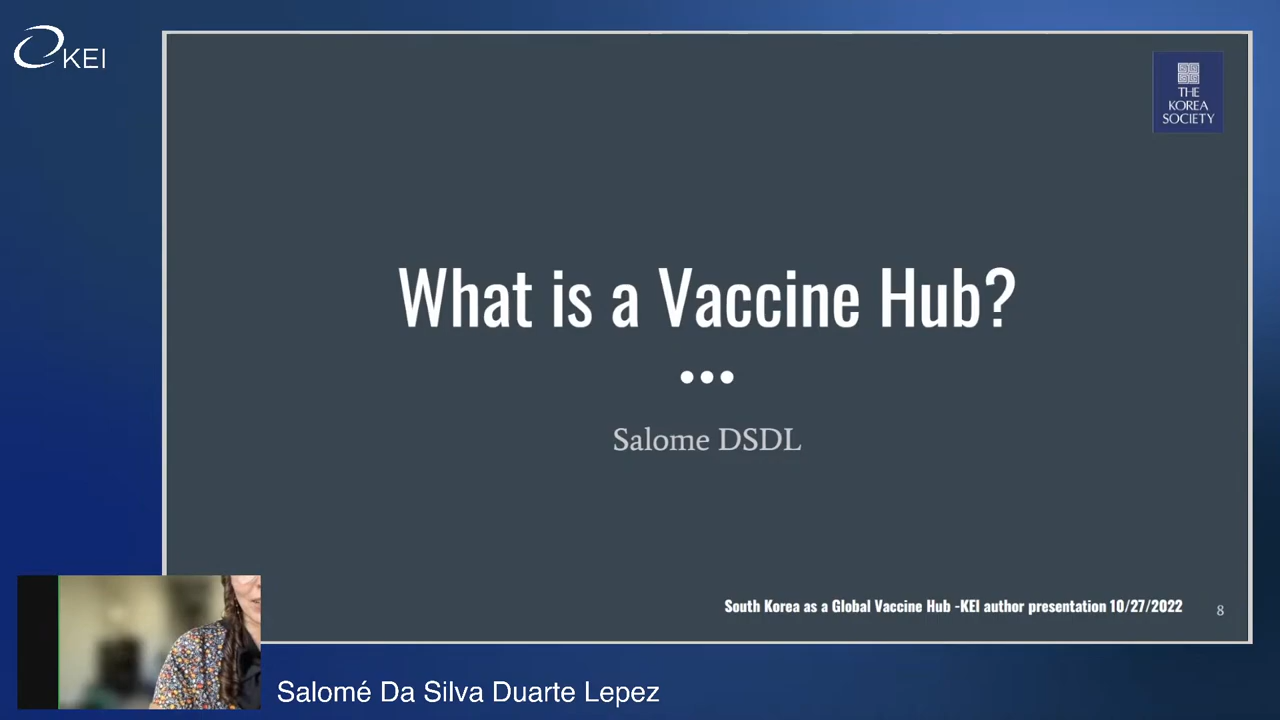 KEI
THE
KOREA
SOCIETY
What is a Vaccine Hub?
Salome DSDL
South Korea as a Global Vaccine Hub -KEI author presentation 10/27/2022
8
Salomé Da Silva Duarte Lepez